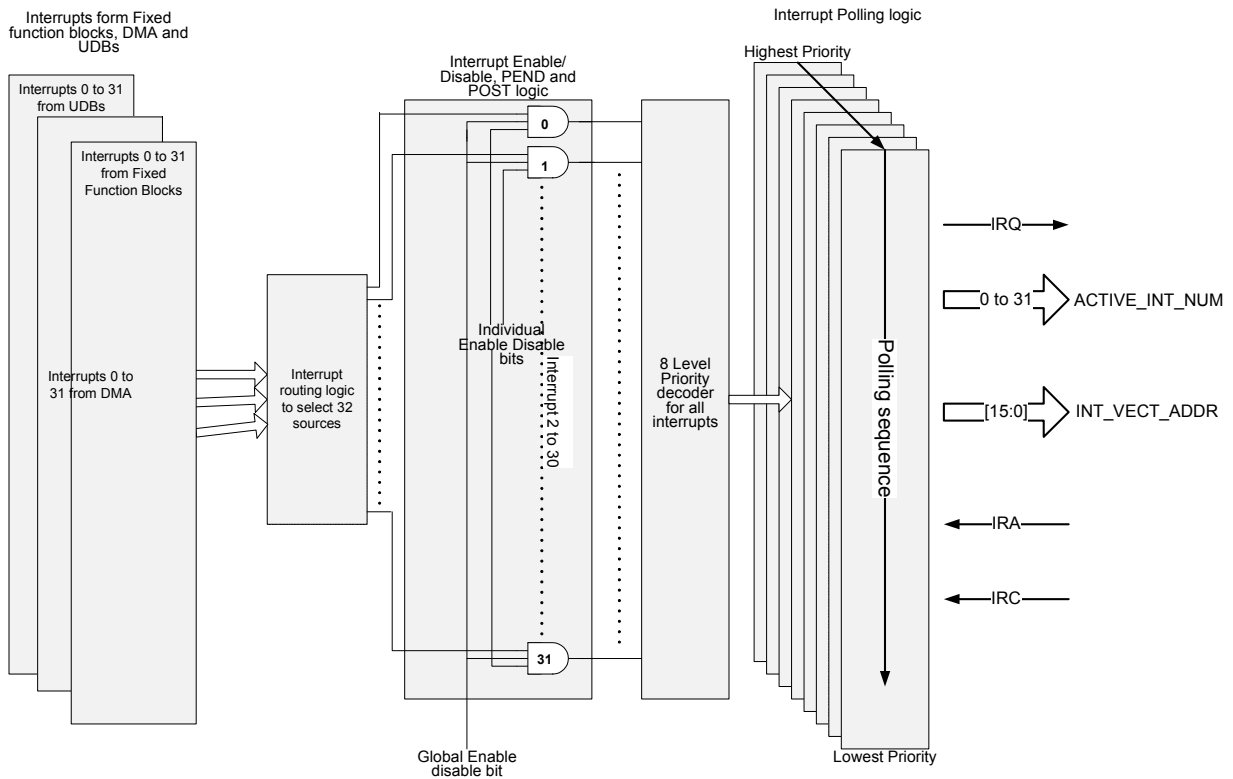 Interrupts form Fixed
function blocks, DMA and
UDBs
Interrupts 0 to 31
from UDBs
Interrupts 0 to 31
from Fixed
Function Blocks
Interrupts 0 to
31 from DMA
Interrupt
routing logic
to select 32
sources
Interrupt Enable/
Disable, PEND and
POST logic
0
1
Individual
Enable Disable
bits
Interrupt 2 to 30
31
Global Enable
disable bit
8 Level
Priority
decoder
for all
interrupts
Interrupt Polling logic
Highest Priority
Polling sequence
Lowest Priority
IRQ
0 to 31
ACTIVE_INT_NUM
[15:0]
INT_VECT_ADDR
IRA
IRC